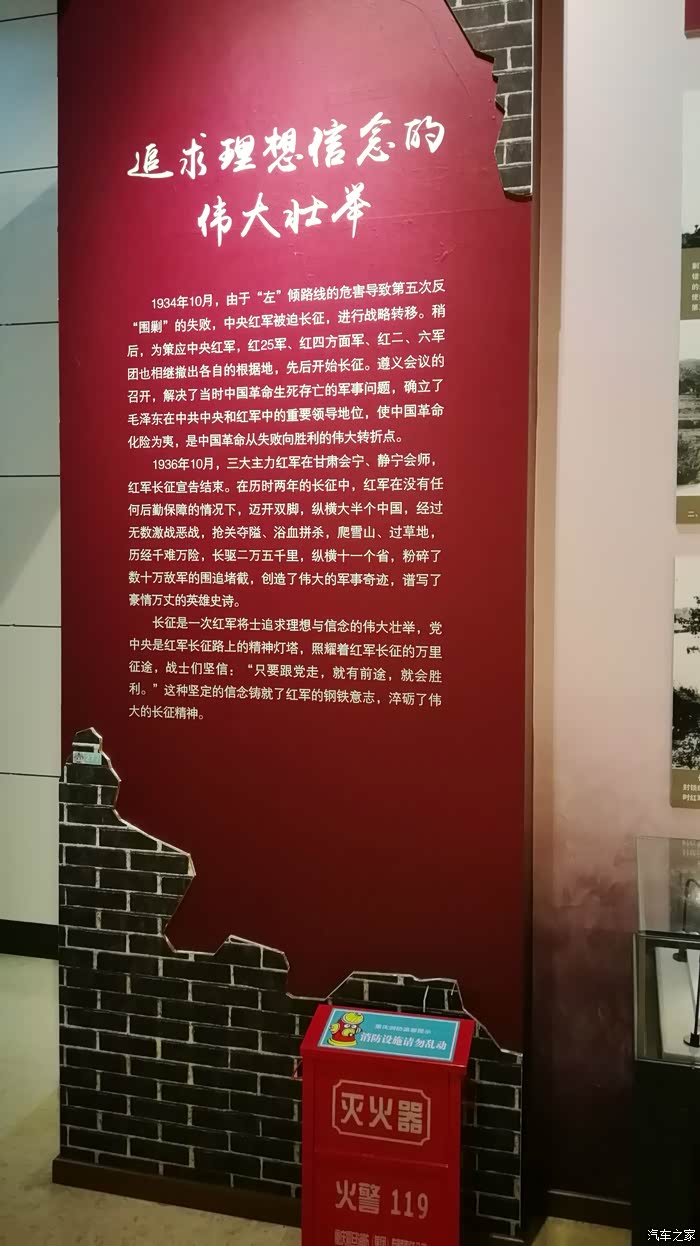 追求理想信念的
伟大壮举
1934年10月，由于“左”倾路线的危害导致第五次反
“围剿”的失败，中央红军被迫长征，进行战略转移。稍
后，为策应中央红军，红25军、红四方面军、红二、六军
团也相继撤出各自的根据地，先后开始长征。遵义会议的
召开，解决了当时中国革命生死存亡的军事问题，确立了
毛泽东在中共中央和红军中的重要领导地位，使中国革命
化险为夷，是中国革命从失败向胜利的伟大转折点。
1936年10月，三大主力红军在甘肃会宁、静宁会师，
红军长征宣告结束。在历时两年的长征中，红军在没有任
何后勤保障的情况下，迈开双脚，纵横大半个中国，经过
无数激战恶战，抢关夺隘、浴血拼杀，爬雪山、过草地，
历经千难万险，长驱二万五千里，纵横十一个省，粉碎了
数十万敌军的围追堵截，创造了伟大的军事奇迹，谱写了
豪情万丈的英雄史诗。
长征是一次红军将士追求理想与信念的伟大壮举，党
中央是红军长征路上的精神灯塔，照耀着红军长征的万里
征途，战士们坚信：“只要跟党走，就有前途，就会胜
利。”这种坚定的信念铸就了红军的钢铁意志，淬砺了伟
大的长征精神。
重庆消防温馨提示
消防设施请勿乱动
灭火器
火警 119
汽车之家